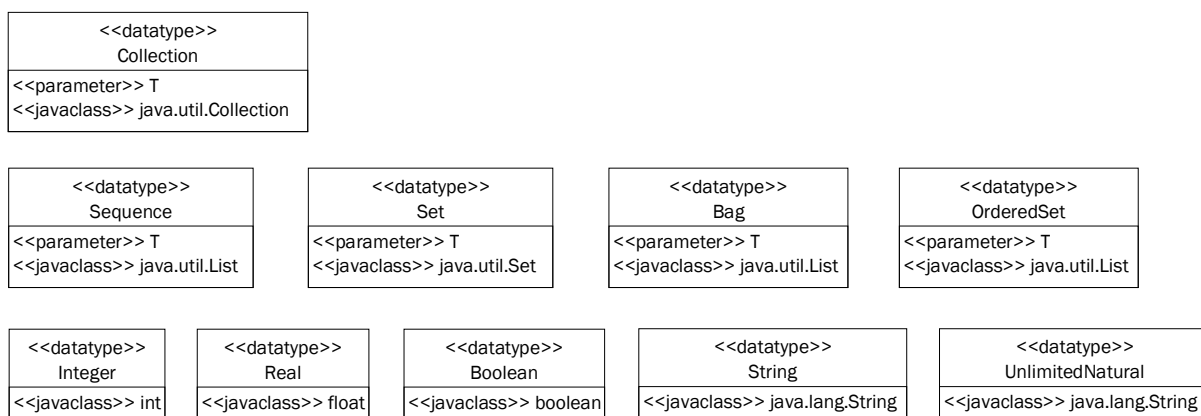 <<datatype>>
Collection
<<parameter>> T
<<javaclass>> java.util.Collection
<<datatype>>
Sequence
<<parameter>> T
<<javaclass>> java.util.List
<<datatype>>
Set
<<parameter>> T
<<javaclass>> java.util.Set
<<datatype>>
Bag
<<parameter>> T
<<javaclass>> java.util.List
<<datatype>>
OrderedSet
<<parameter>> T
<<javaclass>> java.util.List
<<datatype>>
Integer
<<javaclass>> int
<<datatype>>
Real
<<javaclass>> float
<<datatype>>
Boolean
<<javaclass>> boolean
<<datatype>>
String
<<javaclass>> java.lang.String
<<datatype>>
UnlimitedNatural
<<javaclass>> java.lang.String